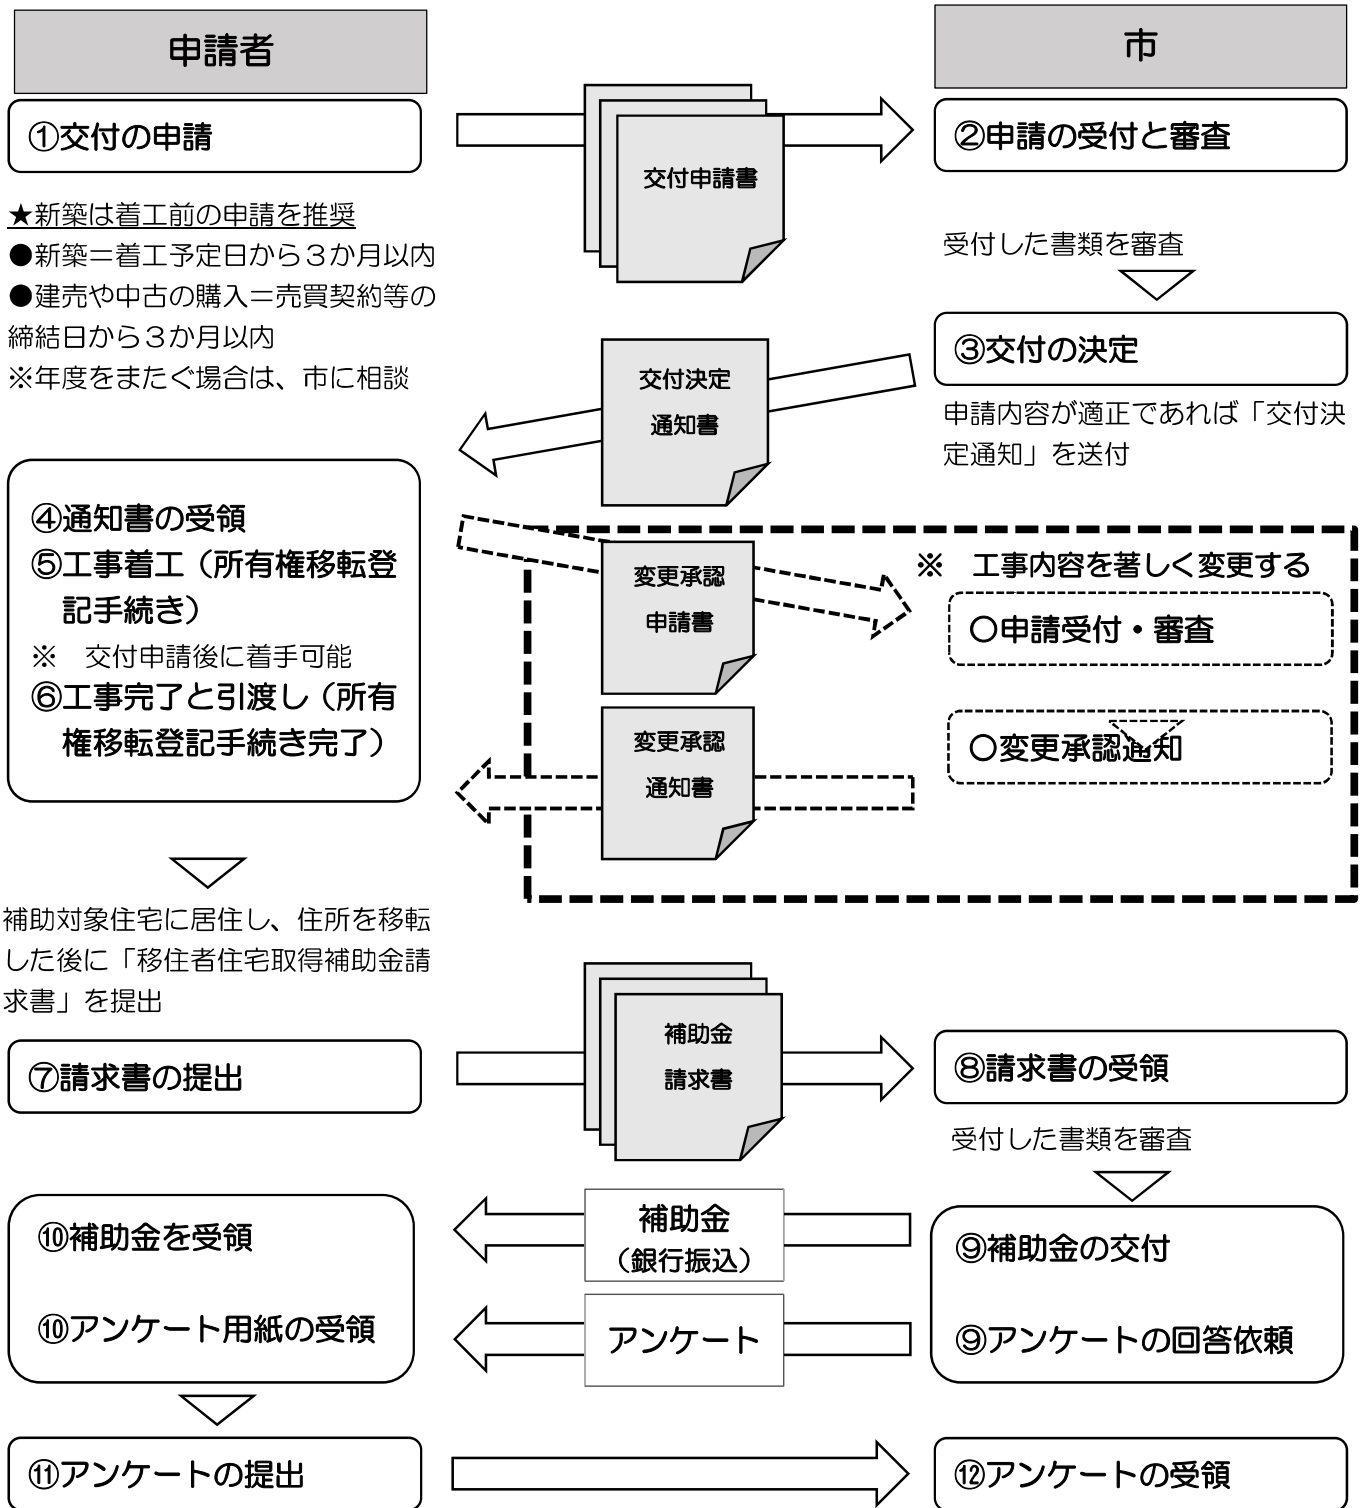 申請者
市
①交付の申請
交付申請書
②申請の受付と審査
★新築は着工前の申請を推奨
●新築＝着工予定日から３か月以内
●建売や中古の購入＝売買契約等の
締結日から３か月以内
※年度をまたぐ場合は、市に相談
受付した書類を審査
③交付の決定
交付決定
通知書
申請内容が適正であれば「交付決
定通知」を送付
④通知書の受領
⑤工事着工（所有権移転登
記手続き）
※　交付申請後に着手可能
⑥工事完了と引渡し（所有
権移転登記手続き完了）
変更承認
申請書
※　工事内容を著しく変更する
〇申請受付・審査
変更承認
通知書
〇変更承認通知
補助対象住宅に居住し、住所を移転
した後に「移住者住宅取得補助金請
求書」を提出
⑦請求書の提出
補助金
請求書
⑧請求書の受領
受付した書類を審査
⑩補助金を受領
補助金
（銀行振込）
⑨補助金の交付
⑩アンケート用紙の受領
アンケート
⑨アンケートの回答依頼
⑪アンケートの提出
⑫アンケートの受領